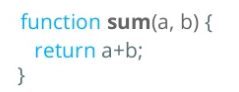 function sum(a, b) {
return a+b;
}